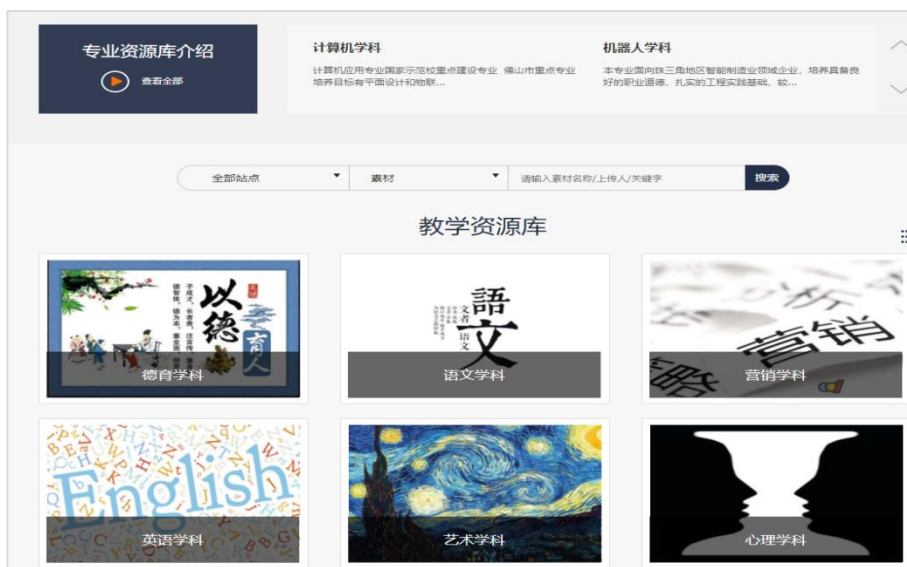 专业资源库介绍
查看全部
计算机学科
计算机应用专业国家示范校重点建设专业 佛山市重点专业
培养目标有平面设计和物联...
机器人学科
本专业面向珠三角地区智能制造业领域企业，培养具备良
好的职业道德、扎实的工程实践基础、较...
全部站点
素材
请输入素材名称/上传人/关键字
搜索
教学资源库
以德育人
德育学科
語文
语文学科
分析
营销
策略
营销学科
English
英语学科
艺术学科
心理学科